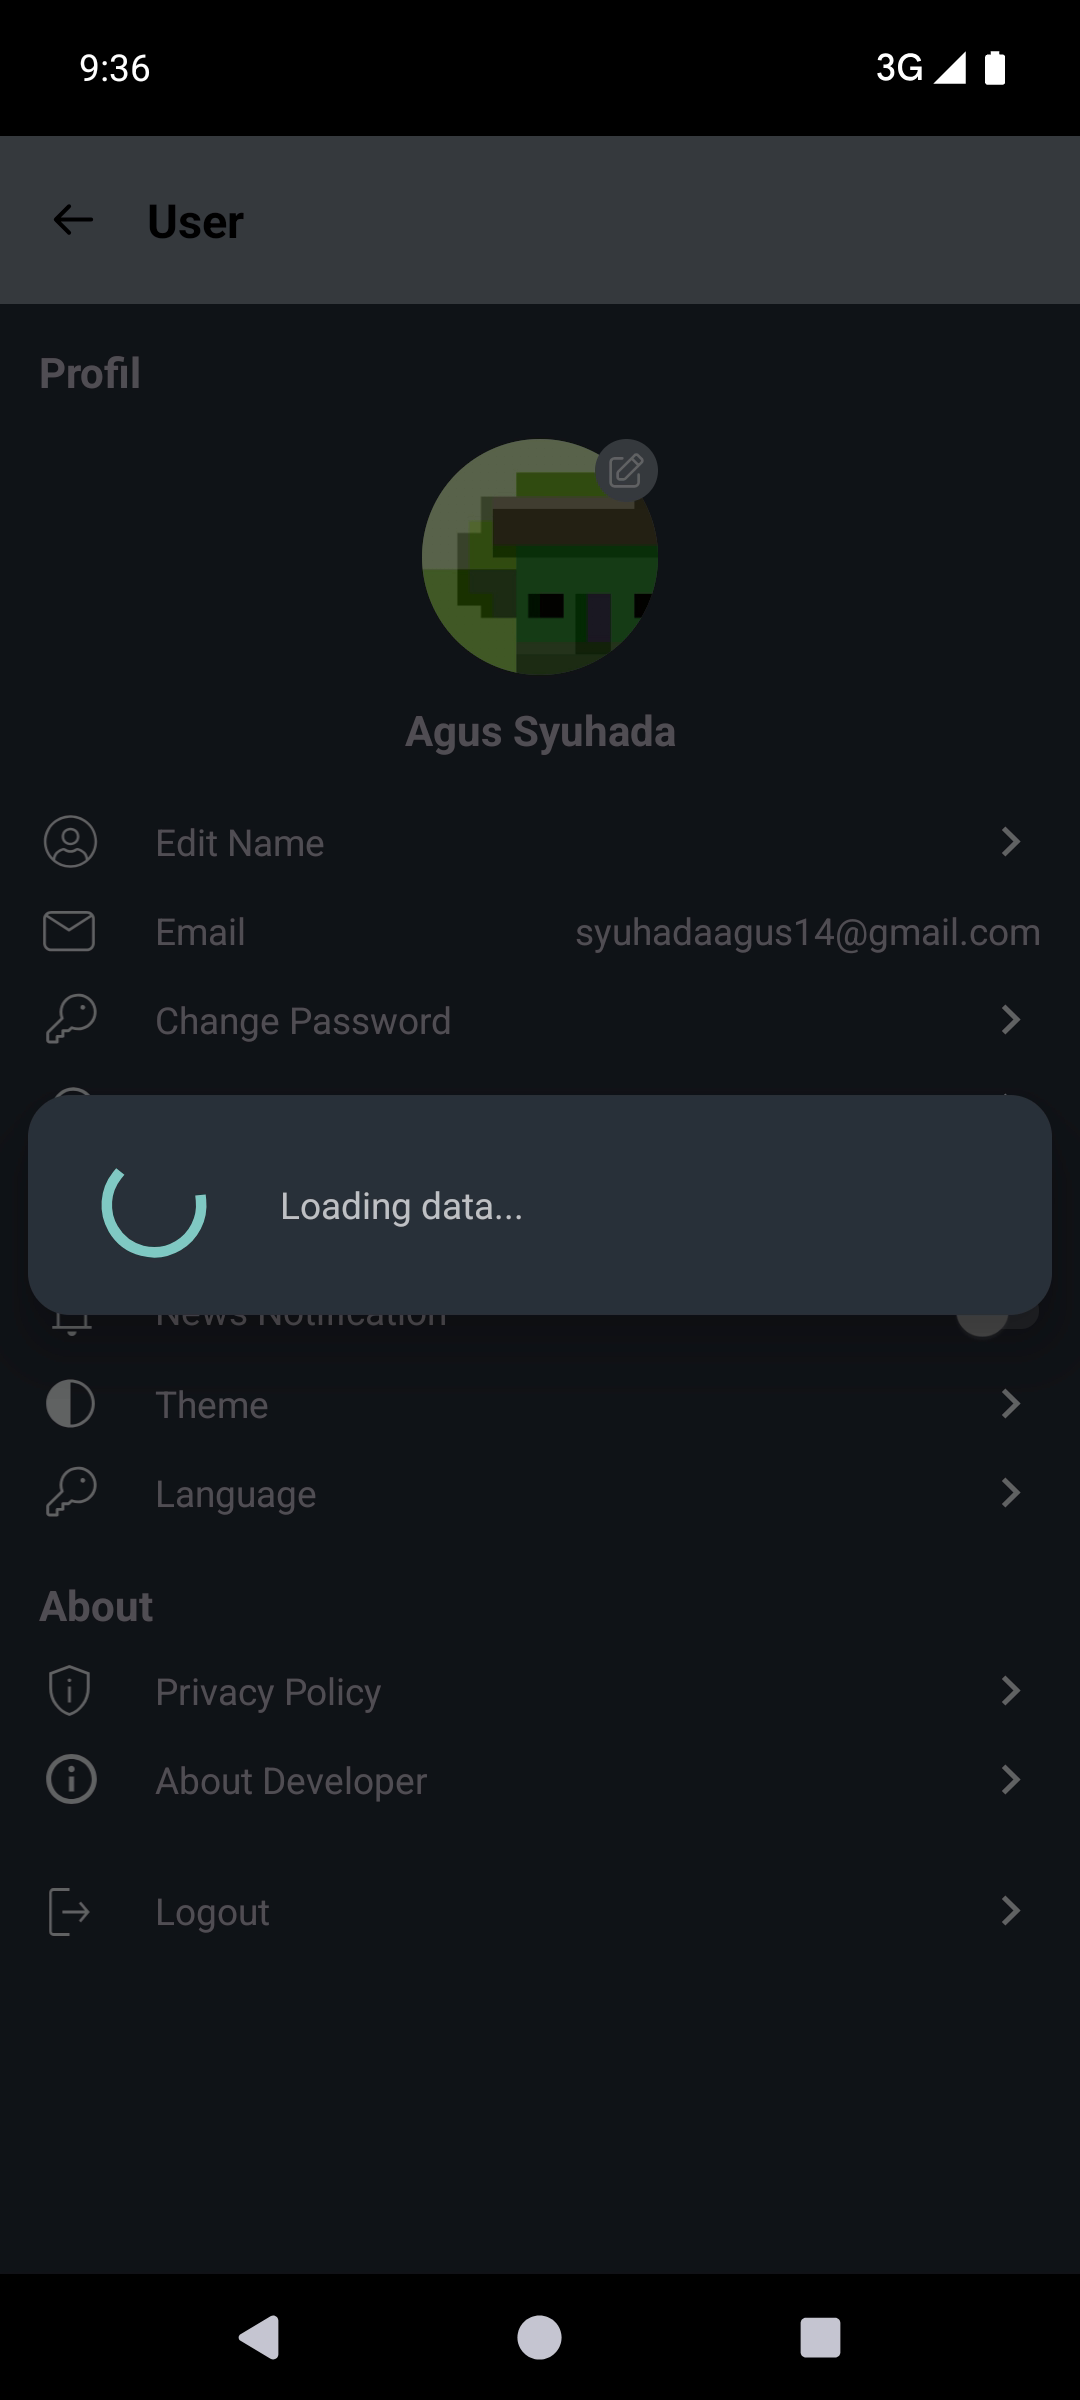 9:36
3G
User
Profil
Agus Syuhada
Edit Name
Email
syuhadaagus14@gmail.com
Change Password
Loading data...
News Notification
Theme
Language
About
Privacy Policy
About Developer
Logout